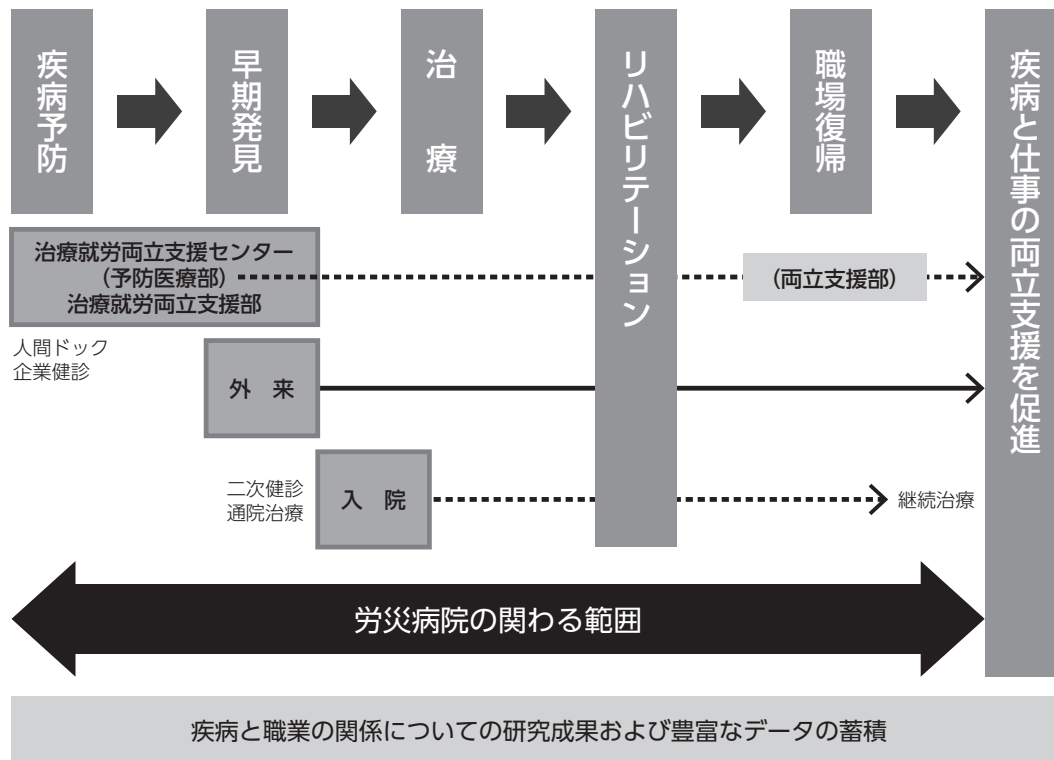 疾病予防
早期発見
治療
リハビリテーション
職場復帰
疾病と仕事の両立支援を促進
治療就労両立支援センター
（予防医療部）
治療就労両立支援部
（両立支援部）
人間ドック
企業健診
外　来
二次健診
通院治療
入　院
継続治療
労災病院の関わる範囲
疾病と職業の関係についての研究成果および豊富なデータの蓄積